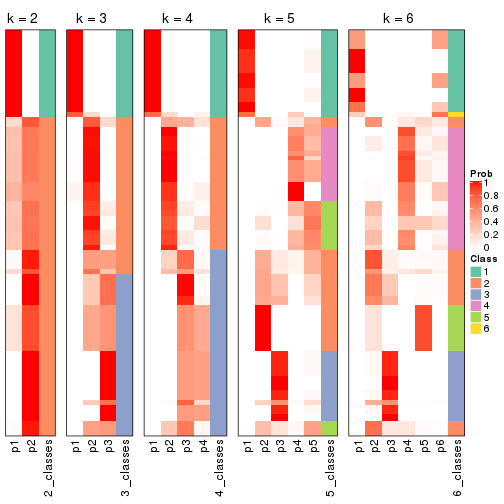 k = 2
k = 3
k = 4
k = 5
k = 6
Prob
1
0.8
0.6
0.4
0.2
0
Class
1
2
3
4
5
6
p1
p2
2_classes
p1
p2
p3
3_classes
p1
p2
p3
p4
4_classes
p1
p2
p3
p4
p5
5_classes
p1
p2
p3
p4
p5
p6
6_classes